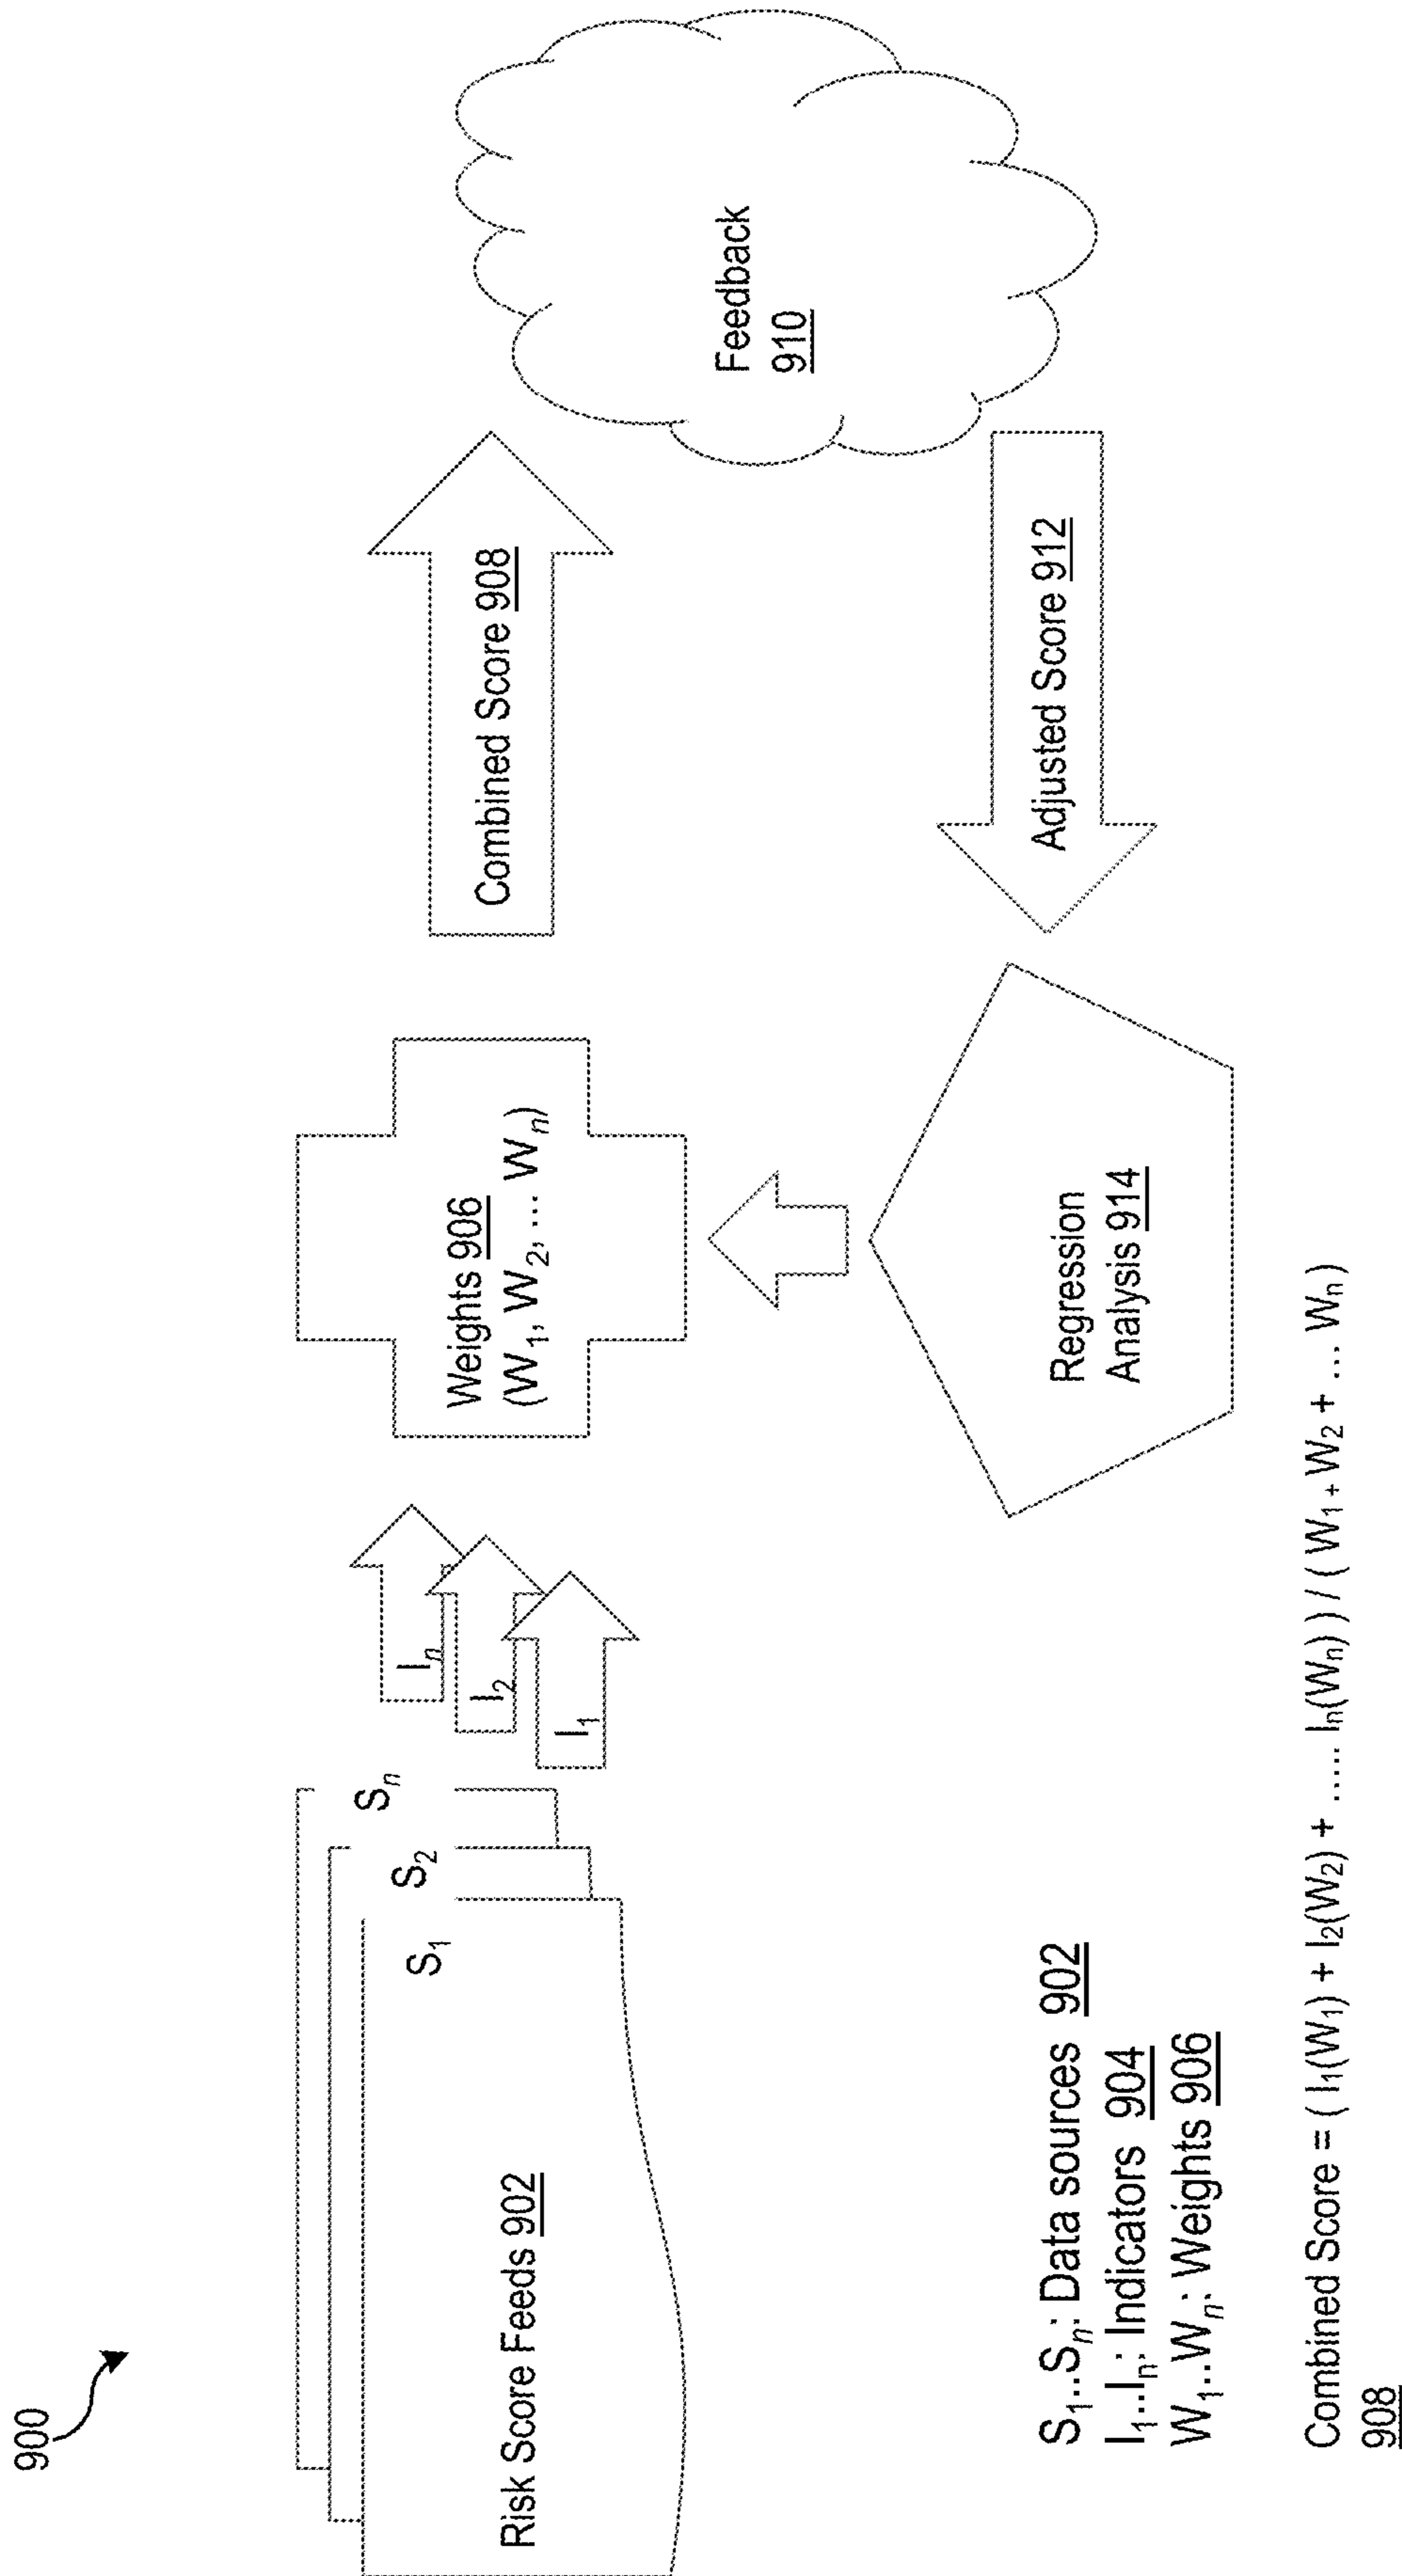 900
Risk Score Feeds 902
S1
S2
Sn
I1
I2
In
Weights 906
(W1, W2, ... Wn)
Combined Score 908
Feedback
910
Adjusted Score 912
Regression
Analysis 914
S1..Sn: Data sources 902
I1..In: Indicators 904
W1..Wn: Weights 906
Combined Score = ( I1(W1) + I2(W2) + ..... In(Wn) ) / ( W1 + W2 + ... Wn)
908